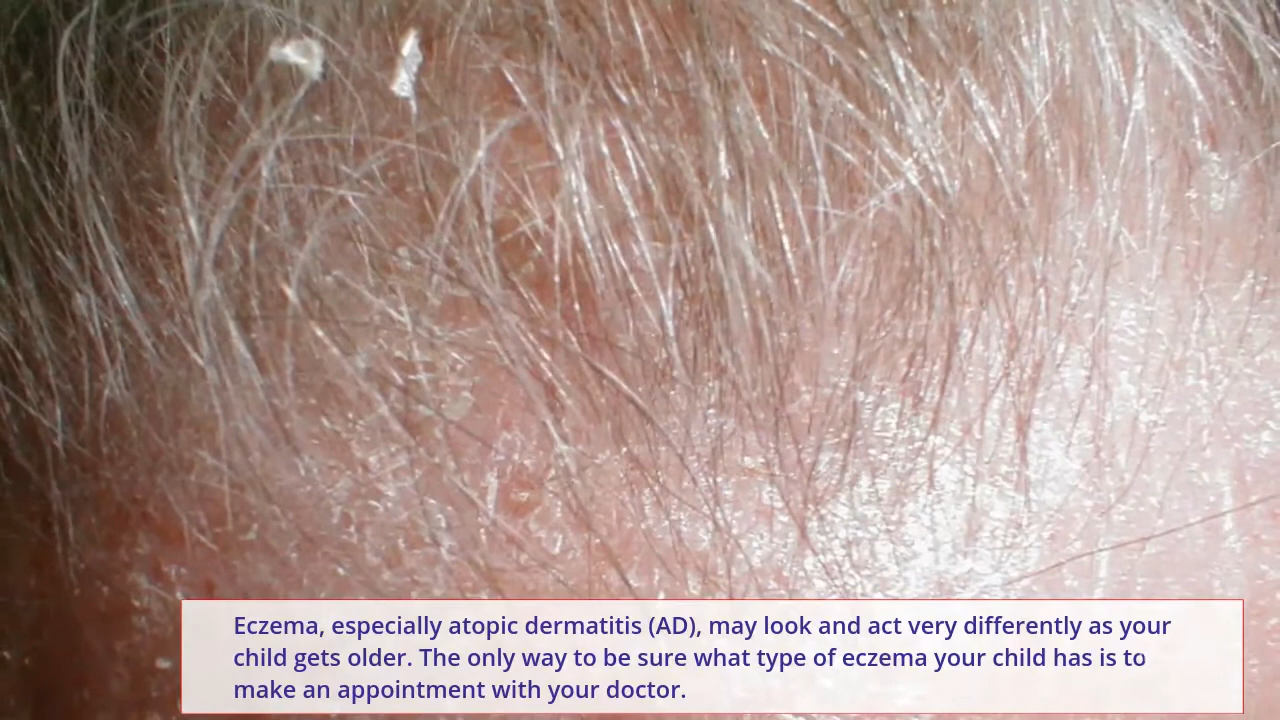 Eczema, especially atopic dermatitis (AD), may look and act very differently as your
child gets older. The only way to be sure what type of eczema your child has is to
make an appointment with your doctor.